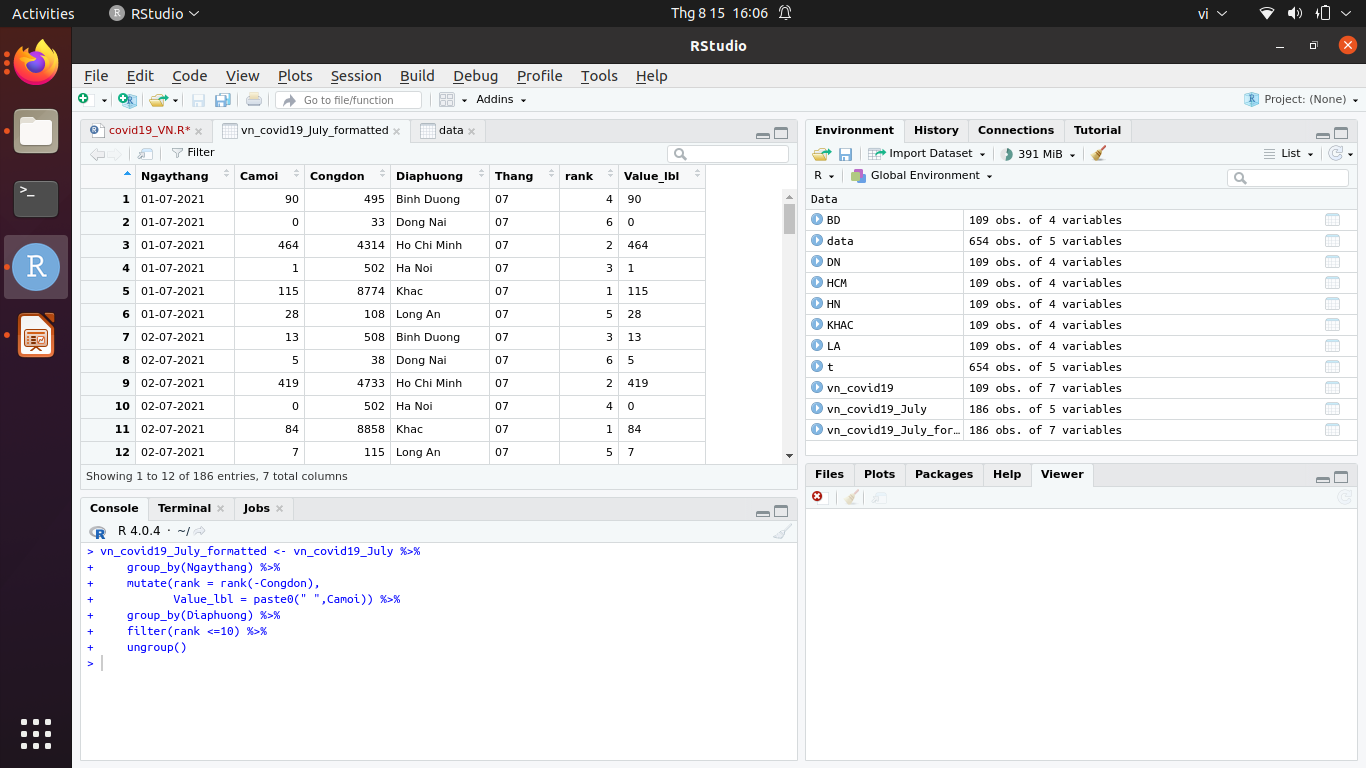 Activities RStudio Thg 8 15 16:06 vi
RStudio
File Edit Code View Plots Session Build Debug Profile Tools Help
Go to file/function Addins Project: (None)
covid19_VN.R* vn_covid19_July_formatted data
Filter
Ngaythang Camoi Congdon Diaphuong Thang rank Value_lbl
1 01-07-2021 90 495 Binh Duong 07 4 90
2 01-07-2021 0 33 Dong Nai 07 6 0
3 01-07-2021 464 4314 Ho Chi Minh 07 2 464
4 01-07-2021 1 502 Ha Noi 07 3 1
5 01-07-2021 115 8774 Khac 07 1 115
6 01-07-2021 28 108 Long An 07 5 28
7 02-07-2021 13 508 Binh Duong 07 3 13
8 02-07-2021 5 38 Dong Nai 07 6 5
9 02-07-2021 419 4733 Ho Chi Minh 07 2 419
10 02-07-2021 0 502 Ha Noi 07 4 0
11 02-07-2021 84 8858 Khac 07 1 84
12 02-07-2021 7 115 Long An 07 5 7
Showing 1 to 12 of 186 entries, 7 total columns
Console Terminal Jobs
R 4.0.4 · ~/
> vn_covid19_July_formatted <- vn_covid19_July %>%
+ group_by(Ngaythang) %>%
+ mutate(rank = rank(-Congdon),
+ Value_lbl = paste0(" ",Camoi)) %>%
+ group_by(Diaphuong) %>%
+ filter(rank <=10) %>%
+ ungroup()
>
Environment History Connections Tutorial
Import Dataset 391 MiB List
R Global Environment
Data
BD 109 obs. of 4 variables
data 654 obs. of 5 variables
DN 109 obs. of 4 variables
HCM 109 obs. of 4 variables
HN 109 obs. of 4 variables
KHAC 109 obs. of 4 variables
LA 109 obs. of 4 variables
t 654 obs. of 5 variables
vn_covid19 109 obs. of 7 variables
vn_covid19_July 186 obs. of 5 variables
vn_covid19_July_for… 186 obs. of 7 variables
Files Plots Packages Help Viewer